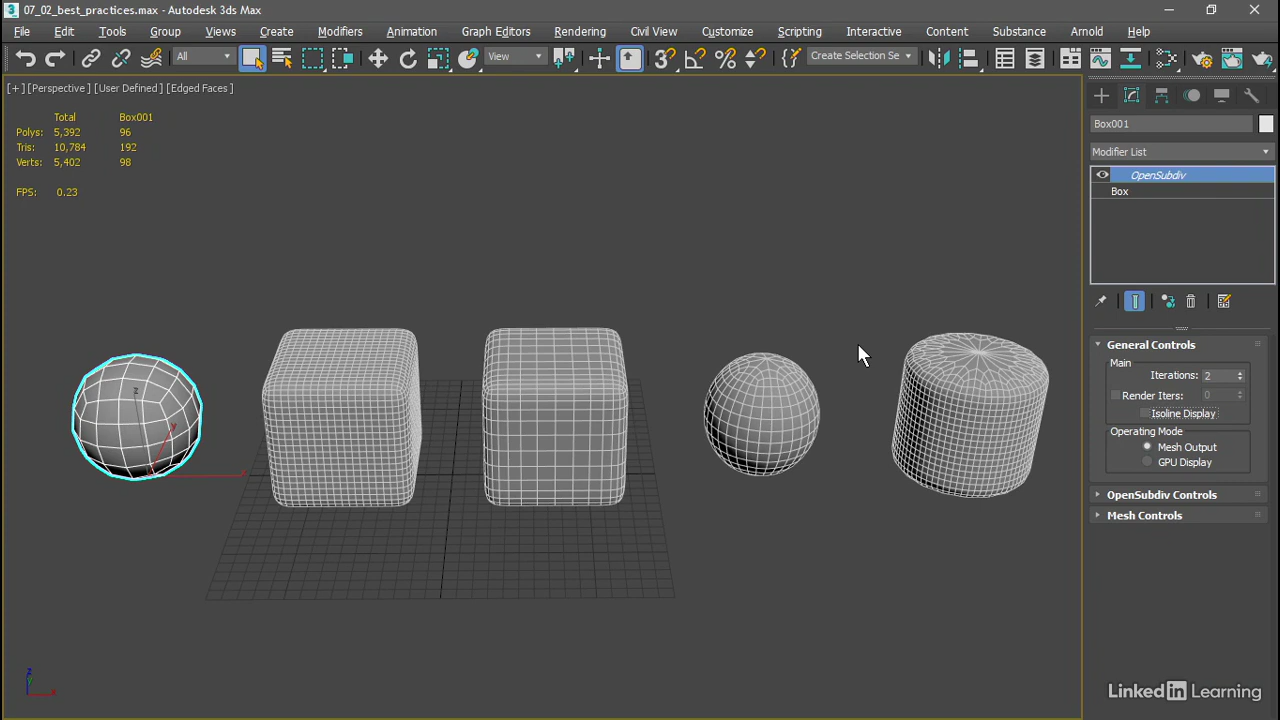 3 07_02_best_practices.max - Autodesk 3ds Max
File Edit Tools Group Views Create Modifiers Animation Graph Editors Rendering Civil View Customize Scripting Interactive Content Substance Arnold Help
All View Create Selection Se
[+] [Perspective] [User Defined] [Edged Faces]
Total Box001
Polys: 5,392 96
Tris: 10,784 192
Verts: 5,402 98
FPS: 0.23
Box001
Modifier List
OpenSubdiv
Box
General Controls
Main
Iterations: 2
Render Iters: 0
Isoline Display
Operating Mode
Mesh Output
GPU Display
OpenSubdiv Controls
Mesh Controls
z
y
x
z
y
x
Linked in Learning